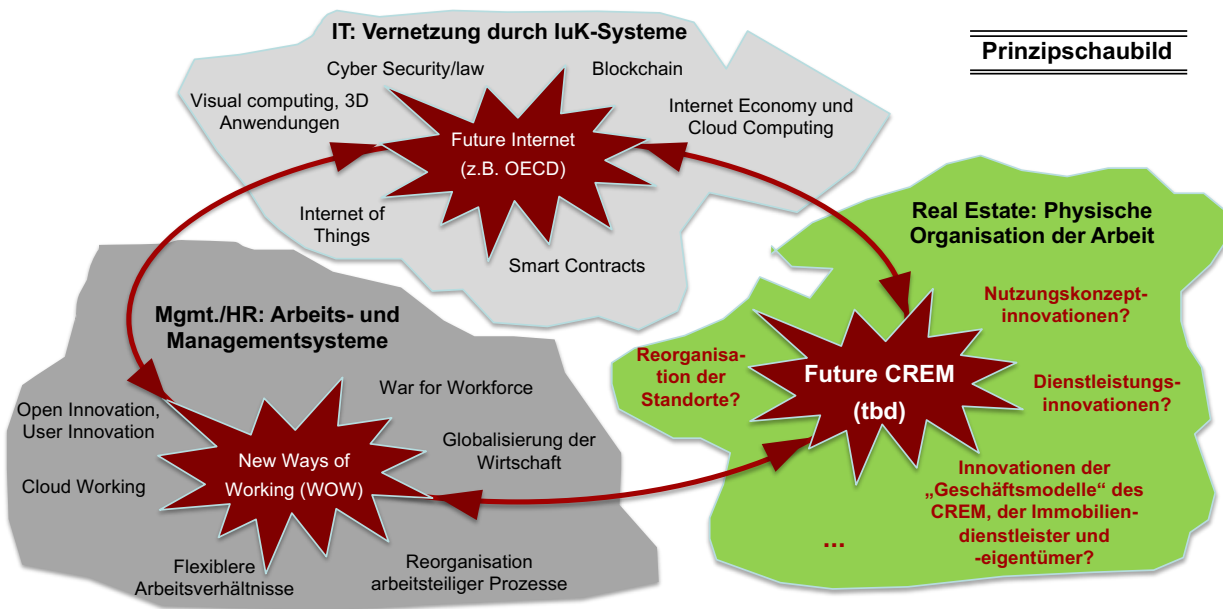 IT: Vernetzung durch IuK-Systeme
Prinzipschaubild
Cyber Security/law
Blockchain
Visual computing, 3D
Anwendungen
Internet Economy und
Cloud Computing
Future Internet
(z.B. OECD)
Internet of
Things
Smart Contracts
Real Estate: Physische
Organisation der Arbeit
Nutzungskonzept-
innovationen?
Reorganisa-
tion der
Standorte?
Future CREM
(tbd)
Dienstleistungs-
innovationen?
Innovationen der
„Geschäftsmodelle“ des
CREM, der Immobilien-
dienstleister und
-eigentümer?
...
Mgmt./HR: Arbeits- und
Managementsysteme
War for Workforce
Open Innovation,
User Innovation
Globalisierung der
Wirtschaft
New Ways of
Working (WOW)
Cloud Working
Flexiblere
Arbeitsverhältnisse
Reorganisation
arbeitsteiliger Prozesse